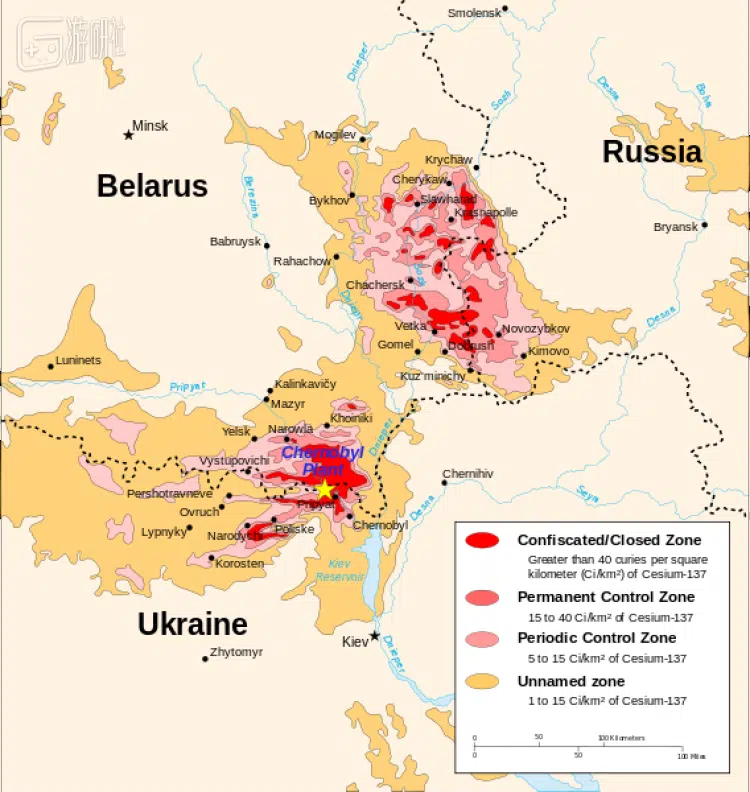 游研社
Smolensk
Dnieper
Sozh
Desna
Bolva
Minsk
Mogilev
Russia
Belarus
Krychaw
Cherykaw
Berezina
Bykhov
Slawharad
Krasnapolle
Bryansk
Babruysk
Rahachow
Sozh
Chachersk
Dniepr
Desna
Vetka
Novozybkov
Gomel
Dobrush
Kimovo
Luninets
Kuz'minichy
Pripyat
Kalinkavičy
Mazyr
Khoiniki
Yelsk
Narowla
Dnieper
Chernobyl
Plant
Vystupovichi
Chernihiv
Pershotravneve
Pripyat
Desna
Seym
Ovruch
Lypnyky
Narodychi
Poliske
Chernobyl
Korosten
Kiev
Reservoir
Ukraine
Kiev
Zhytomyr
Dnieper
Confiscated/Closed Zone
Greater than 40 curies per square
kilometer (Ci/km²) of Cesium-137
Permanent Control Zone
15 to 40 Ci/km² of Cesium-137
Periodic Control Zone
5 to 15 Ci/km² of Cesium-137
Unnamed zone
1 to 15 Ci/km² of Cesium-137
0 50 100 Kilometers
0 50 100 Miles